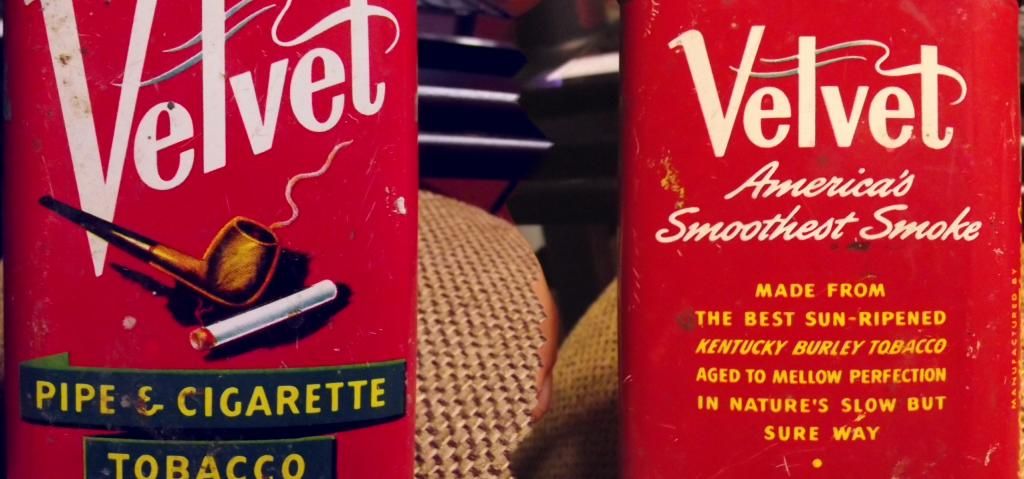 Velvet
PIPE & CIGARETTE
TOBACCO
Velvet
America's
Smoothest Smoke
MADE FROM
THE BEST SUN-RIPENED
KENTUCKY BURLEY TOBACCO
AGED TO MELLOW PERFECTION
IN NATURE'S SLOW BUT
SURE WAY
MANUFACTURED BY